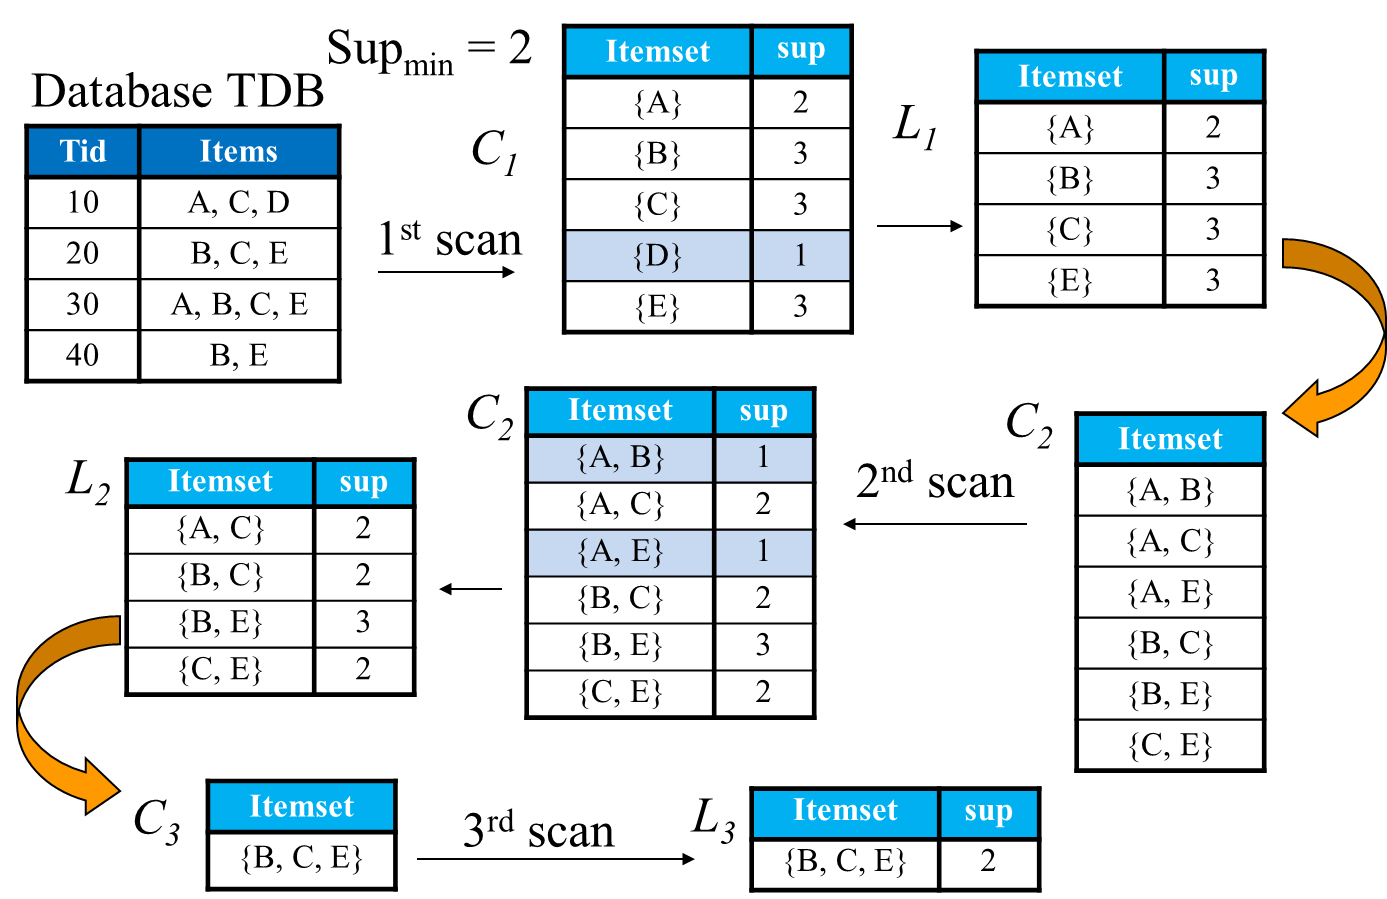 Sup_min = 2
Database TDB
Tid Items
10 A, C, D
20 B, C, E
30 A, B, C, E
40 B, E
1st scan
C1
Itemset sup
{A} 2
{B} 3
{C} 3
{D} 1
{E} 3
L1
Itemset sup
{A} 2
{B} 3
{C} 3
{E} 3
C2
Itemset
{A, B}
{A, C}
{A, E}
{B, C}
{B, E}
{C, E}
2nd scan
C2
Itemset sup
{A, B} 1
{A, C} 2
{A, E} 1
{B, C} 2
{B, E} 3
{C, E} 2
L2
Itemset sup
{A, C} 2
{B, C} 2
{B, E} 3
{C, E} 2
C3
Itemset
{B, C, E}
3rd scan
L3
Itemset sup
{B, C, E} 2